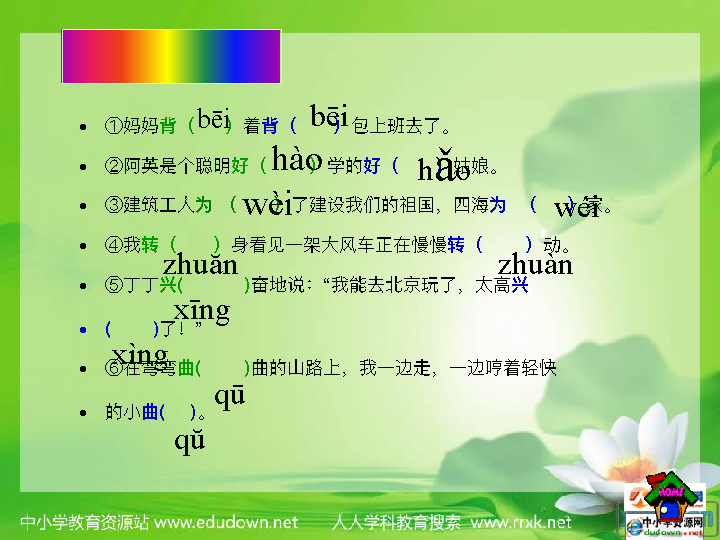 ①妈妈背（bēi）着背（bēi）包上班去了。
②阿英是个聪明好（hào）学的好（hǎo）姑娘。
③建筑工人为（wèi）了建设我们的祖国，四海为（wéi）家。
④我转（ ）身看见一架大风车正在慢慢转（ ）动。
zhuǎn zhuàn
⑤丁丁兴( )奋地说：“我能去北京玩了，太高兴
xīng
( )了！”
xìng
⑥在弯弯曲( )曲的山路上，我一边走，一边哼着轻快
qū
的小曲( )。
qǔ
HOME
中小学资源网
edudown.net
中小学教育资源站 www.edudown.net 人人学科教育搜索 www.rrxk.net